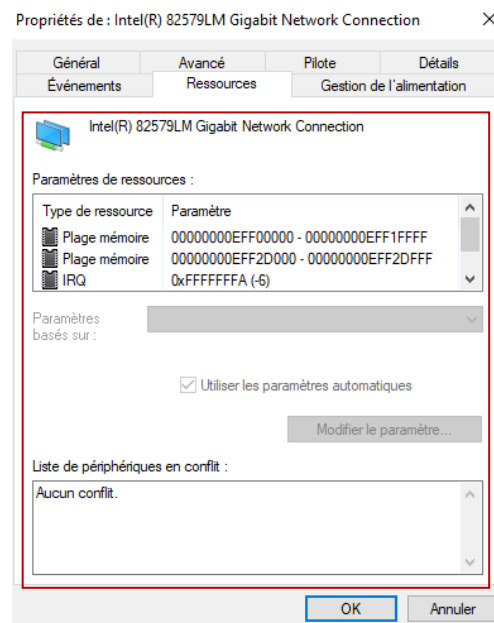 Propriétés de : Intel(R) 82579LM Gigabit Network Connection
Général Avancé Pilote Détails
Événements Ressources Gestion de l'alimentation
Intel(R) 82579LM Gigabit Network Connection
Paramètres de ressources :
Type de ressource Paramètre
Plage mémoire 00000000EFF00000 - 00000000EFF1FFFF
Plage mémoire 00000000EFF2D000 - 00000000EFF2DFFF
IRQ 0xFFFFFFFA (-6)
Paramètres
basés sur :
Utiliser les paramètres automatiques
Modifier le paramètre...
Liste de périphérique en conflit :
Aucun conflit.
OK Annuler